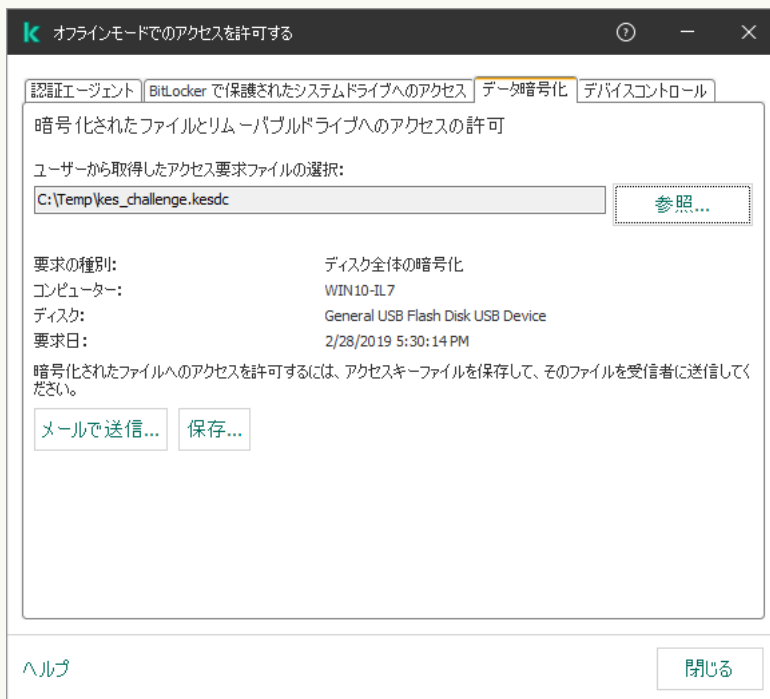 オフラインモードでのアクセスを許可する
認証エージェント BitLocker で保護されたシステムドライブへのアクセス データ暗号化 デバイスコントロール
暗号化されたファイルとリムーバブルドライブへのアクセスの許可
ユーザーから取得したアクセス要求ファイルの選択:
C:\Temp\kes_challenge.kesdc 参照...
要求の種別: ディスク全体の暗号化
コンピューター: WIN10-IL7
ディスク: General USB Flash Disk USB Device
要求日: 2/28/2019 5:30:14 PM
暗号化されたファイルへのアクセスを許可するには、アクセスキーファイルを保存して、そのファイルを受信者に送信してく
ださい。
メールで送信... 保存...
ヘルプ 閉じる